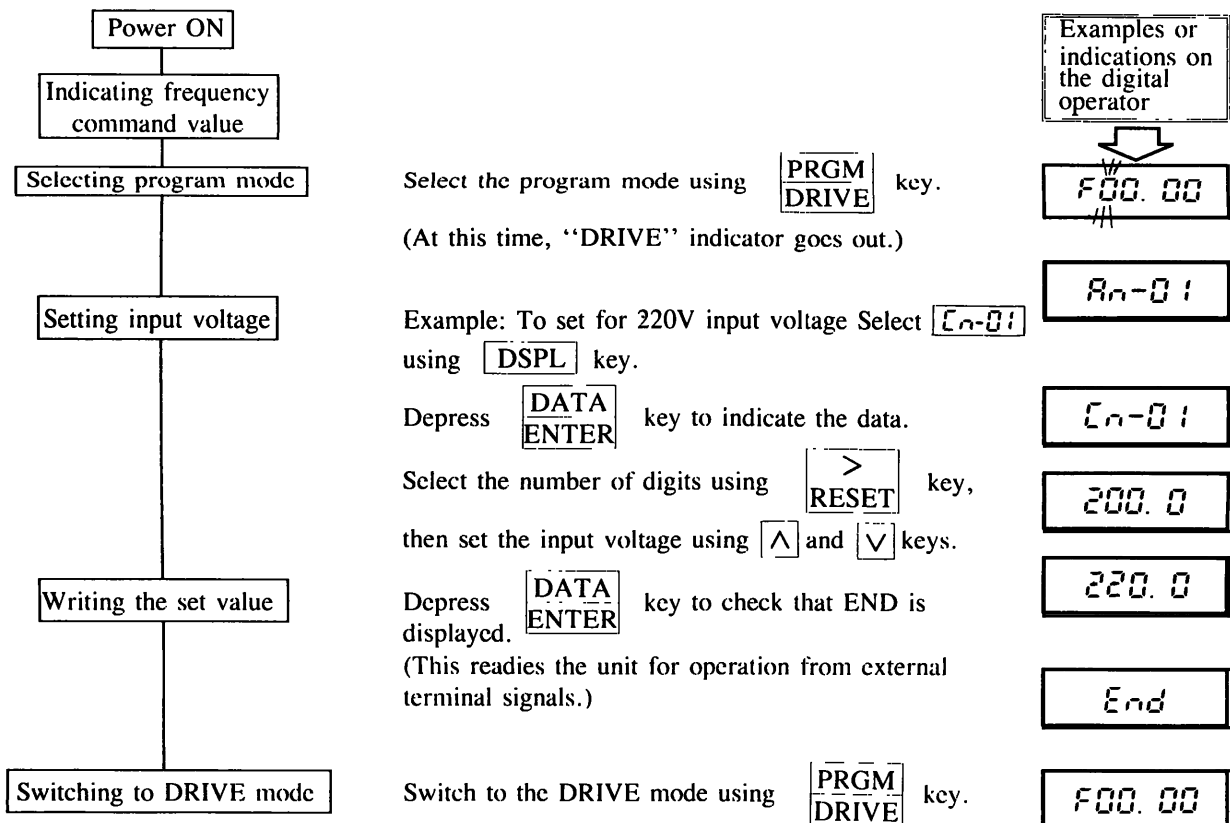 Power ON
Indicating frequency
command value
Selecting program mode
Setting input voltage
Writing the set value
Switching to DRIVE mode
Select the program mode using PRGM DRIVE key.
(At this time, “DRIVE” indicator goes out.)
Example: To set for 220V input voltage Select Cn-01
using DSPL key.
Depress DATA ENTER key to indicate the data.
Select the number of digits using > RESET key,
then set the input voltage using ∧ and ∨ keys.
Depress DATA ENTER key to check that END is
displayed.
(This readies the unit for operation from external
terminal signals.)
Switch to the DRIVE mode using PRGM DRIVE key.
Examples or
indications on
the digital
operator
F00. 00
An-01
Cn-01
200. 0
220. 0
End
F00. 00